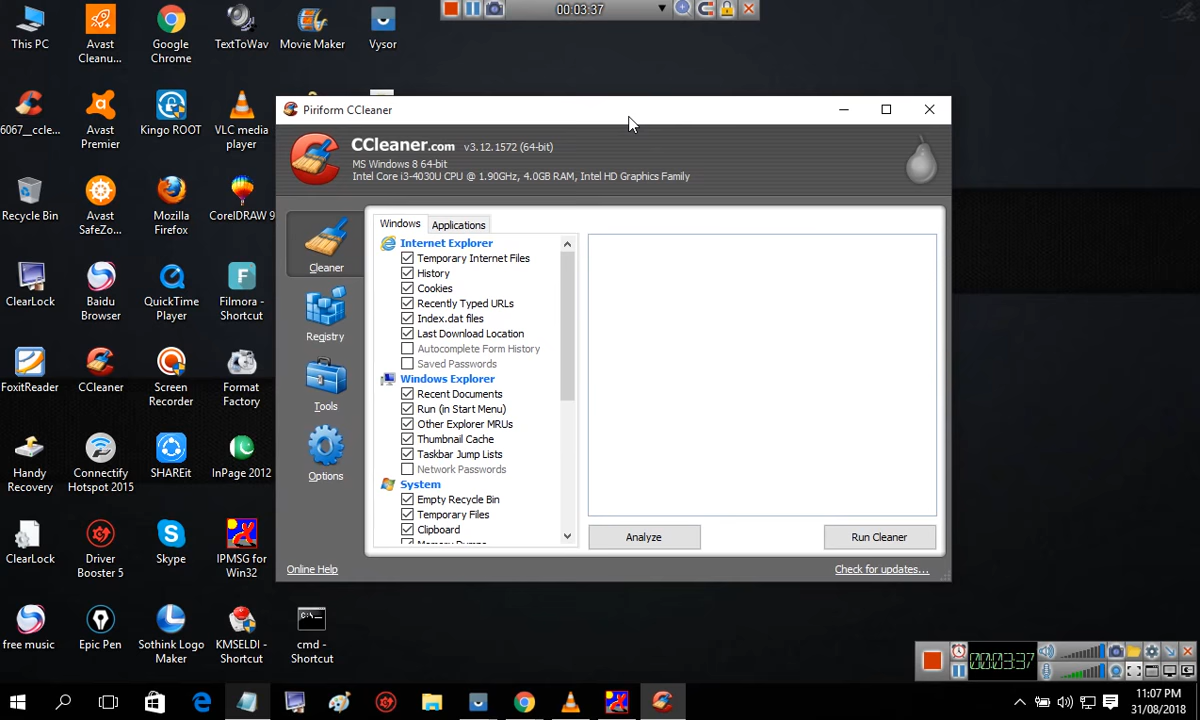 00:03:37
This PC
Avast Cleanu...
Google Chrome
TextToWav
Movie Maker
Vysor
6067__ccle...
Avast Premier
Kingo ROOT
VLC media player
Recycle Bin
Avast SafeZo...
Mozilla Firefox
CorelDRAW 9
ClearLock
Baidu Browser
QuickTime Player
Filmora - Shortcut
FoxitReader
CCleaner
Screen Recorder
Format Factory
Handy Recovery
Connectify Hotspot 2015
SHAREit
InPage 2012
ClearLock
Driver Booster 5
Skype
IPMSG for Win32
free music
Epic Pen
Sothink Logo Maker
KMSELDI - Shortcut
cmd - Shortcut
Piriform CCleaner
CCleaner.com v3.12.1572 (64-bit)
MS Windows 8 64-bit
Intel Core i3-4030U CPU @ 1.90GHz, 4.0GB RAM, Intel HD Graphics Family
Cleaner
Registry
Tools
Options
Windows
Applications
Internet Explorer
Temporary Internet Files
History
Cookies
Recently Typed URLs
Index.dat files
Last Download Location
Autocomplete Form History
Saved Passwords
Windows Explorer
Recent Documents
Run (in Start Menu)
Other Explorer MRUs
Thumbnail Cache
Taskbar Jump Lists
Network Passwords
System
Empty Recycle Bin
Temporary Files
Clipboard
Analyze
Run Cleaner
Online Help
Check for updates...
00:03:37
11:07 PM
31/08/2018